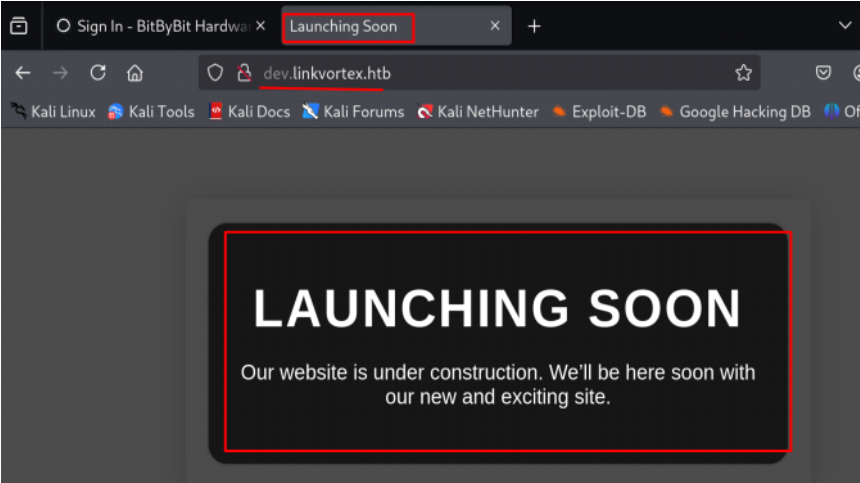 Sign In - BitByBit Hardwa
Launching Soon
dev.linkvortex.htb
Kali Linux Kali Tools Kali Docs Kali Forums Kali NetHunter Exploit-DB Google Hacking DB
LAUNCHING SOON
Our website is under construction. We'll be here soon with
our new and exciting site.